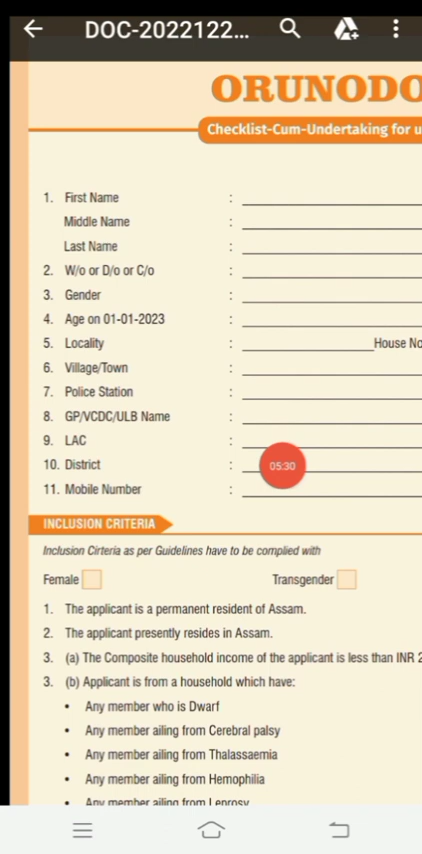 DOC-2022122...
ORUNODO
Checklist-Cum-Undertaking for u
1. First Name :
Middle Name :
Last Name :
2. W/o or D/o or C/o :
3. Gender :
4. Age on 01-01-2023 :
5. Locality : House No
6. Village/Town :
7. Police Station :
8. GP/VCDC/ULB Name :
9. LAC :
10. District :
05:30
11. Mobile Number :
INCLUSION CRITERIA
Inclusion Cirteria as per Guidelines have to be complied with
Female Transgender
1. The applicant is a permanent resident of Assam.
2. The applicant presently resides in Assam.
3. (a) The Composite household income of the applicant is less than INR 2
3. (b) Applicant is from a household which have:
• Any member who is Dwarf
• Any member ailing from Cerebral palsy
• Any member ailing from Thalassaemia
• Any member ailing from Hemophilia
• Any member ailing from Leprosy